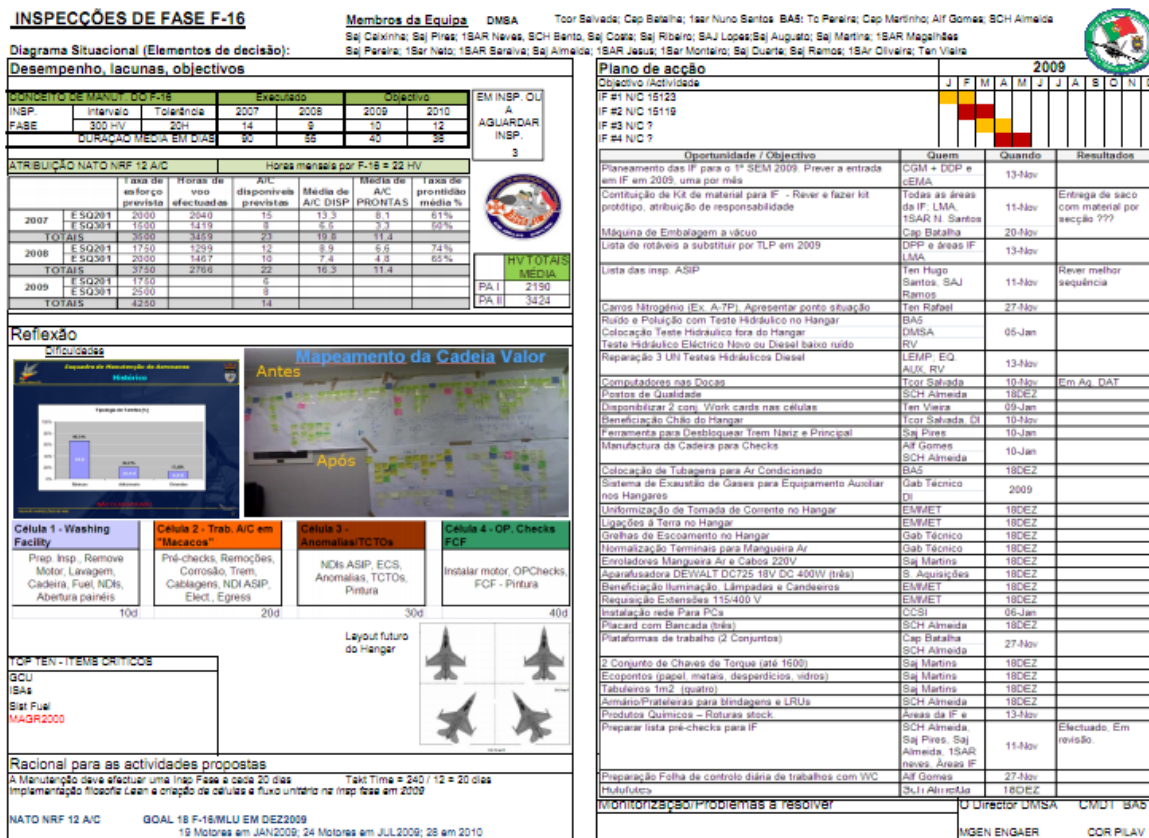 INSPECÇÕES DE FASE F-16
Membros da Equipa DMSA Tcor Salvada; Cap Batalha; 1sar Nuno Santos BA5: Tc Pereira; Cap Martinho; Alf Gomes; SCH Almeida
Saj Caixinha; Saj Pires; 1SAR Neves, SCH Bento, Saj Costa; Saj Ribeiro; SAJ Lopes;Saj Augusto; Saj Martins; 1SAR Magalhães
Saj Pereira; 1Sar Neto; 1SAR Saraiva; Saj Almeida; 1SAR Jesus; 1Sar Monteiro; Saj Duarte; Saj Ramos; 1SAr Oliveira; Ten Vieira
Diagrama Situacional (Elementos de decisão):
Desempenho, lacunas, objectivos
CONCEITO DE MANUT. DO F-16 Executado Objectivo
INSP. Intervalo Tolerância 2007 2008 2009 2010
FASE 300 HV 20H 14 9 10 12
DURAÇÃO MÉDIA EM DIAS 90 55 40 36
EM INSP. OU
A
AGUARDAR
INSP.
3
ATRIBUIÇÃO NATO NRF 12 A/C Horas mensais por F-16 = 22 HV
Taxa de esforço prevista Horas de voo efectuadas A/C disponiveis previstas Média de A/C DISP Média de A/C PRONTAS Taxa de prontidão média %
2007 ESQ201 2000 2040 15 13.3 8.1 61%
ESQ301 1500 1419 8 6.5 3.3 50%
TOTAIS 3500 3459 23 19.8 11.4
2008 ESQ201 1750 1299 12 8.9 6.6 74%
ESQ301 2000 1467 10 7.4 4.8 65%
TOTAIS 3750 2766 22 16.3 11.4
2009 ESQ201 1750 6
ESQ301 2500 8
TOTAIS 4250 14
HV TOTAIS
MÉDIA
PA I 2190
PA II 3424
Reflexão
Dificuldades
Esquadra de Manutenção de Aeronaves
Histórico
Mapeamento da Cadeia Valor
Antes
Após
Célula 1 - Washing Facility
Prep. Insp., Remove
Motor, Lavagem,
Cadeira, Fuel, NDIs,
Abertura painéis
10d
Célula 2 - Trab. A/C em "Macacos"
Pré-checks, Remoções,
Corrosão, Trem,
Cablagens, NDI ASIP,
Elect., Egress
20d
Célula 3 - Anomalias/TCTOs
NDIs ASIP, ECS,
Anomalias, TCTOs,
Pintura
30d
Célula 4 - OP. Checks FCF
Instalar motor, OPChecks,
FCF - Pintura
40d
Layout futuro
do Hangar
TOP TEN - ITEMS CRITICOS
GCU
ISAs
Sist Fuel
MAGR2000
Racional para as actividades propostas
A Manutenção deve efectuar uma Insp Fase a cada 20 dias Takt Time = 240 / 12 = 20 dias
Implementação filosofia Lean e criação de células e fluxo unitário na insp fase em 2009
NATO NRF 12 A/C GOAL 18 F-16/MLU EM DEZ2009
19 Motores em JAN2009; 24 Motores em JUL2009; 28 em 2010
Plano de acção 2009
Objectivo /Actividade J F M A M J J A S O N D
IF #1 N/C 15123
IF #2 N/C 15119
IF #3 N/C ?
IF #4 N/C ?
Oportunidade / Objectivo Quem Quando Resultados
Planeamento das IF para o 1º SEM 2009. Prever a entrada em IF em 2009, uma por mês CGM + DDP e cEMA 13-Nov
Contituição de Kit de material para IF - Rever e fazer kit protótipo, atribuição de responsabilidade Todas as áreas da IF; LMA, 1SAR N. Santos 11-Nov Entrega de saco com material por secção ???
Máquina de Embalagem a vácuo Cap Batalha 20-Nov
Lista de rotáveis a substituir por TLP em 2009 DPP e áreas IF LMA 13-Nov
Lista das insp. ASIP Ten Hugo Santos, SAJ Ramos 11-Nov Rever melhor sequência
Carros Nitrogénio (Ex. A-7P), Apresentar ponto situação Ten Rafael 27-Nov
Ruído e Poluição com Teste Hidráulico no Hangar BA5
Colocação Teste Hidráulico fora do Hangar DMSA 05-Jan
Teste Hidráulico Eléctrico Novo ou Diesel baixo ruído RV
Reparação 3 UN Testes Hidráulicos Diesel LEMP, EQ. AUX, RV 13-Nov
Computadores nas Docas Tcor Salvada 10-Nov Em Aq. DAT
Postos de Qualidade SCH Almeida 18DEZ
Disponibilizar 2 conj. Work cards nas células Ten Vieira 09-Jan
Beneficiação Chão do Hangar Tcor Salvada, DI 10-Nov
Ferramenta para Desbloquear Trem Nariz e Principal Saj Pires 10-Jan
Manufactura da Cadeira para Checks Alf Gomes SCH Almeida 10-Jan
Colocação de Tubagens para Ar Condicionado BA5 18DEZ
Sistema de Exaustão de Gases para Equipamento Auxiliar nos Hangares Gab Técnico DI 2009
Uniformização de Tomada de Corrente no Hangar EMMET 18DEZ
Ligações á Terra no Hangar EMMET 18DEZ
Grelhas de Escoamento no Hangar Gab Técnico 18DEZ
Normalização Terminais para Mangueira Ar Gab Técnico 18DEZ
Enroladores Mangueira Ar e Cabos 220V Saj Martins 18DEZ
Aparafusadora DEWALT DC725 18V DC 400W (três) S. Aquisições 18DEZ
Beneficiação Iluminação, Lâmpadas e Candeeiros EMMET 18DEZ
Requisição Extensões 115/400 V EMMET 18DEZ
Instalação rede Para PCs CCSI 06-Jan
Placard com Bancada (três) SCH Almeida 18DEZ
Plataformas de trabalho (2 Conjuntos) Cap Batalha SCH Almeida 27-Nov
2 Conjunto de Chaves de Torque (até 1600) Saj Martins 18DEZ
Ecopontos (papel, metais, desperdícios, vidros) Saj Martins 18DEZ
Tabuleiros 1m2 (quatro) Saj Martins 18DEZ
Armário/Prateleiras para blindagens e LRUs SCH Almeida 18DEZ
Produtos Químicos – Roturas stock Áreas da IF e 13-Nov
Preparar lista pré-checks para IF SCH Almeida, Saj Pires, Saj Almeida, 1SAR neves, Áreas IF 11-Nov Efectuado, Em revisão.
Preparação Folha de controlo diária de trabalhos com WC Alf Gomes 27-Nov
Holofotes SCH Almeida 18DEZ
Monitorização/Problemas a resolver
O Director DMSA CMDT BA5
MGEN ENGAER COR PILAV